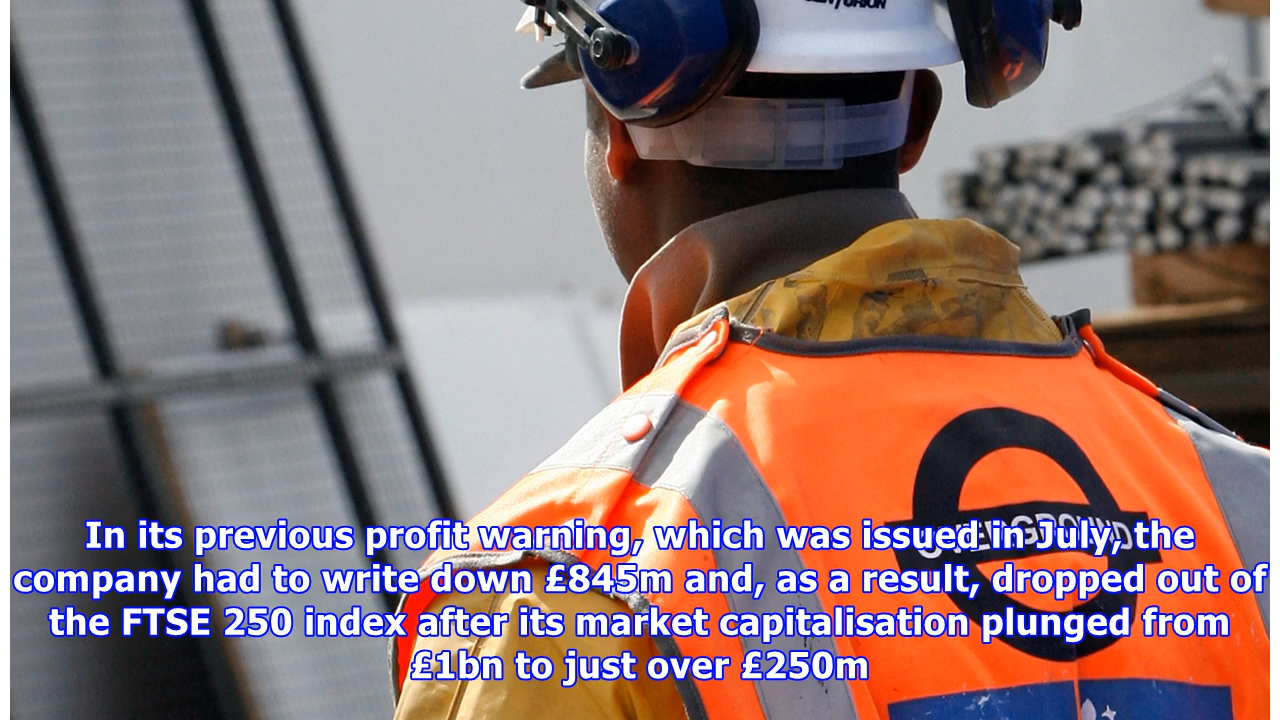 CENTURION
OVERGROUND
In its previous profit warning, which was issued in July, the
company had to write down £845m and, as a result, dropped out of
the FTSE 250 index after its market capitalisation plunged from
£1bn to just over £250m